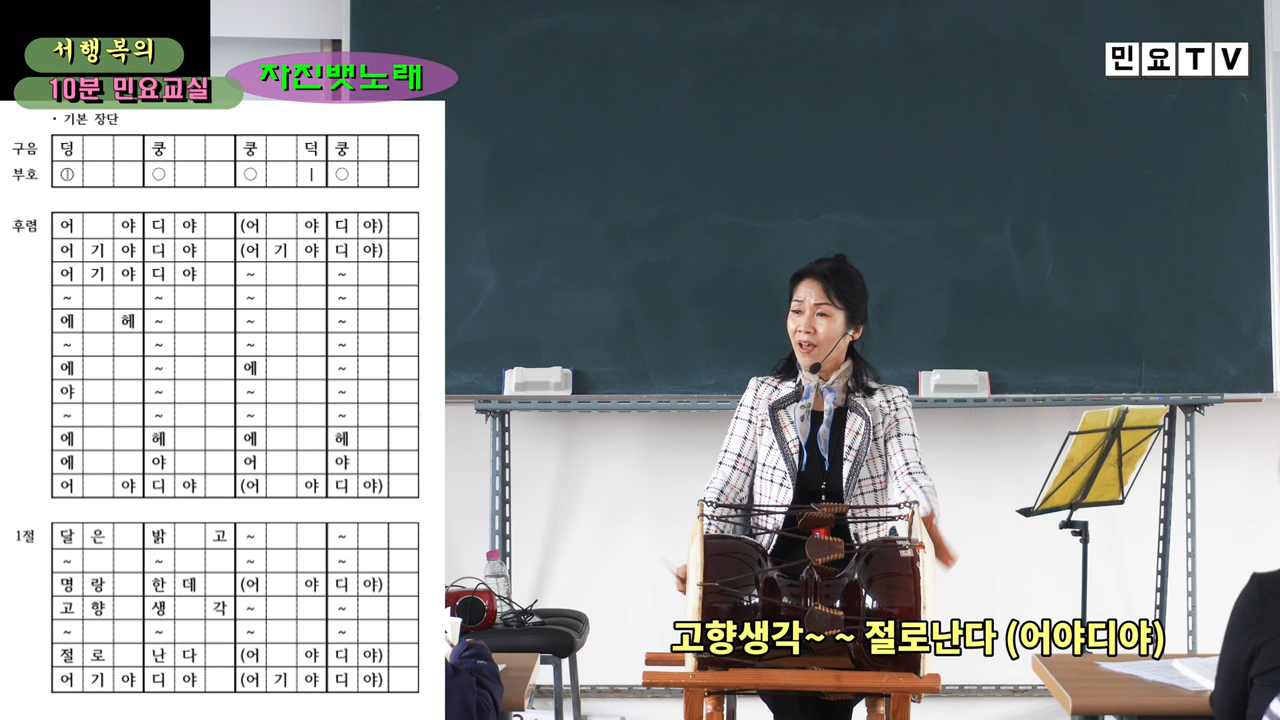 서행복의
10분 민요교실
자진뱃노래
민요TV
· 기본 장단
구음 덩 쿵 쿵 덕 쿵
부호 ⦶ ○ ○ | ○
후렴 어 야 디 야 (어 야 디 야)
어 기 야 디 야 (어 기 야 디 야)
어 기 야 디 야 ~ ~
~ ~ ~ ~
에 헤 ~ ~ ~
~ ~ ~ ~
에 ~ 에 ~
야 ~ ~ ~
~ ~ ~ ~
에 헤 에 헤
에 야 어 야
어 야 디 야 (어 야 디 야)
1절 달 은 밝 고 ~ ~
~ ~ ~ ~
명 랑 한 데 (어 야 디 야)
고 향 생 각 ~ ~
~ ~ ~ ~
절 로 난 다 (어 야 디 야)
어 기 야 디 야 (어 기 야 디 야)
고향생각~ ~ 절로난다 (어야디야)